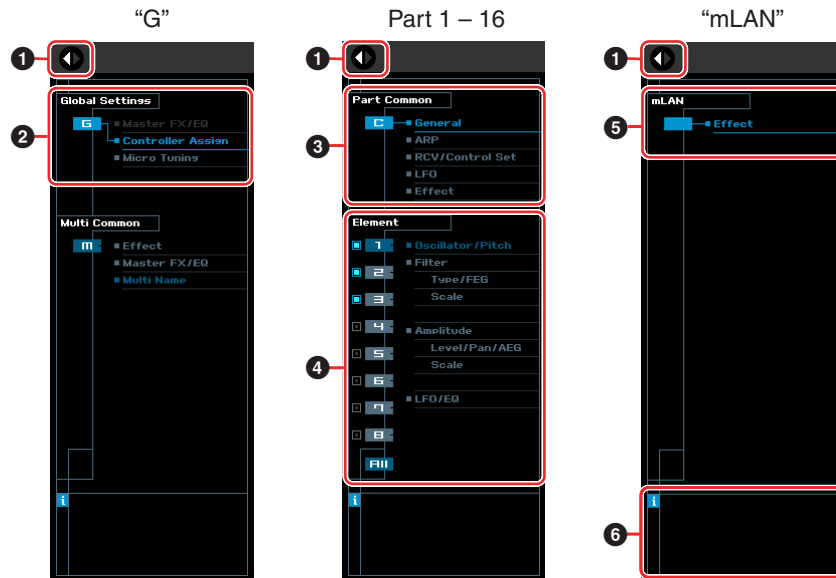 “G”
Part 1 – 16
“mLAN”
1
1
1
Global Settings
G
Master FX/EQ
Controller Assign
Micro Tuning
2
Multi Common
m
Effect
Master FX/EQ
Multi Name
i
Part Common
C
General
ARP
RCV/Control Set
LFO
Effect
3
Element
1
Oscillator/Pitch
2
Filter
Type/FEG
3
Scale
4
Amplitude
5
Level/Pan/AEG
Scale
6
7
LFO/EQ
8
All
4
i
mLAN
Effect
5
i
6